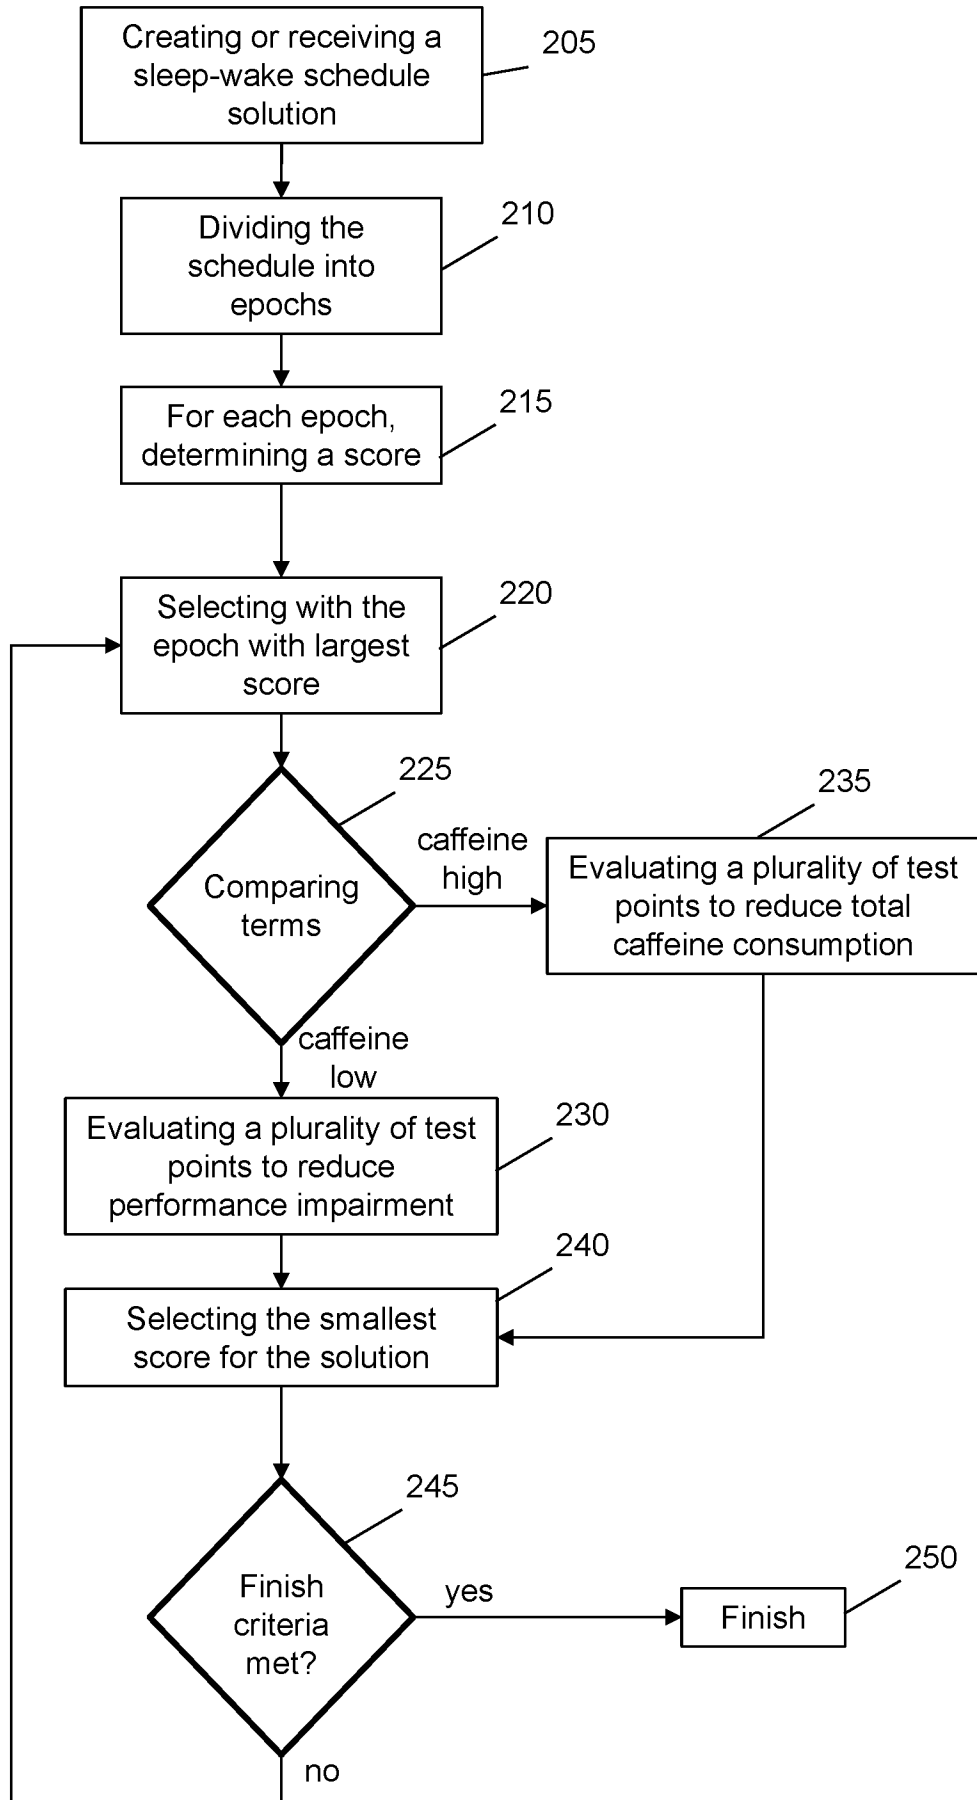 Creating or receiving a
sleep-wake schedule
solution
205
Dividing the
schedule into
epochs
210
For each epoch,
determining a score
215
Selecting with the
epoch with largest
score
220
Comparing
terms
225
caffeine
high
Evaluating a plurality of test
points to reduce total
caffeine consumption
235
caffeine
low
Evaluating a plurality of test
points to reduce
performance impairment
230
Selecting the smallest
score for the solution
240
Finish
criteria
met?
245
yes
Finish
250
no